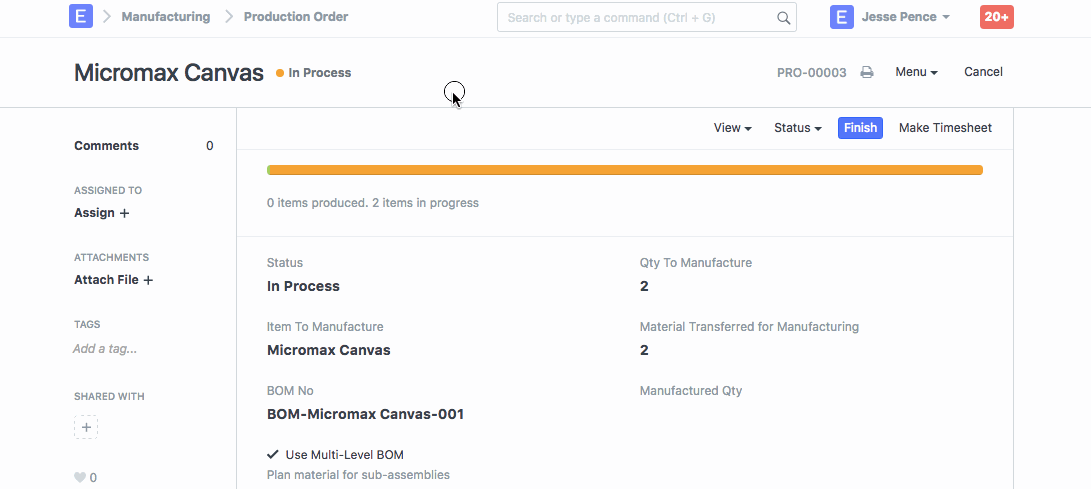 E Manufacturing Production Order Search or type a command (Ctrl + G) E Jesse Pence 20+
Micromax Canvas In Process PRO-00003 Menu Cancel
View Status Finish Make Timesheet
Comments 0
0 items produced. 2 items in progress
ASSIGNED TO
Assign +
ATTACHMENTS
Attach File +
TAGS
Add a tag...
SHARED WITH
+
0
Status
In Process
Qty To Manufacture
2
Item To Manufacture
Micromax Canvas
Material Transferred for Manufacturing
2
BOM No
BOM-Micromax Canvas-001
Manufactured Qty
Use Multi-Level BOM
Plan material for sub-assemblies